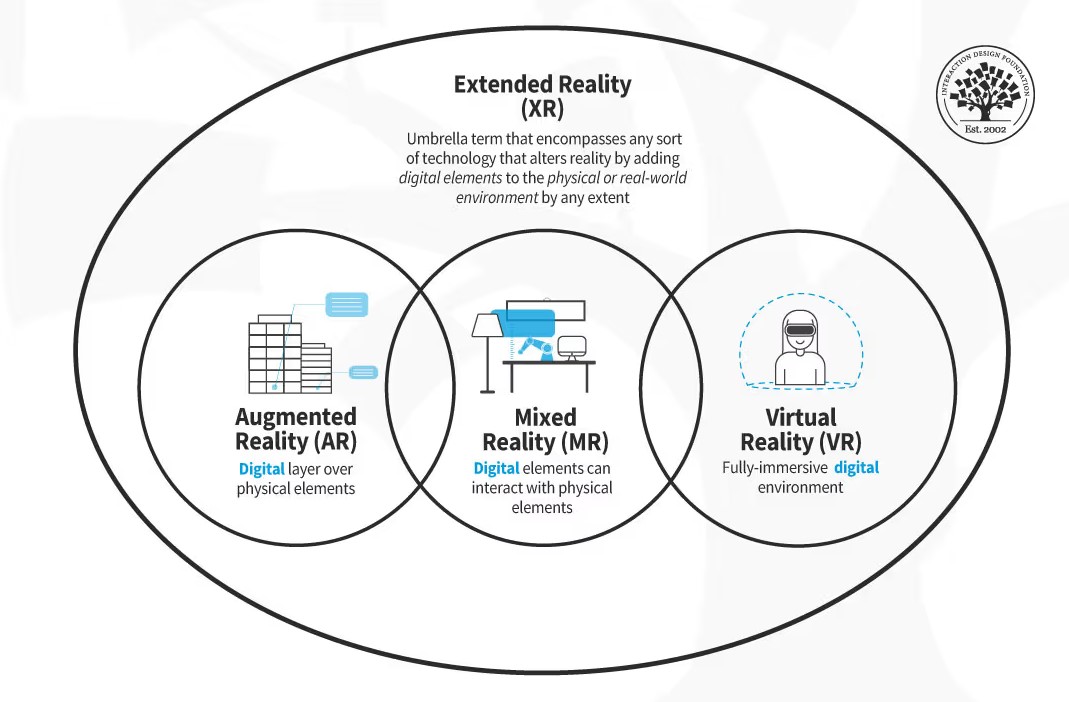 Extended Reality
(XR)
Umbrella term that encompasses any sort
of technology that alters reality by adding
digital elements to the physical or real-world
environment by any extent
INTERACTION DESIGN FOUNDATION
Est. 2002
Augmented
Reality (AR)
Digital layer over
physical elements
Mixed
Reality (MR)
Digital elements can
interact with physical
elements
Virtual
Reality (VR)
Fully-immersive digital
environment